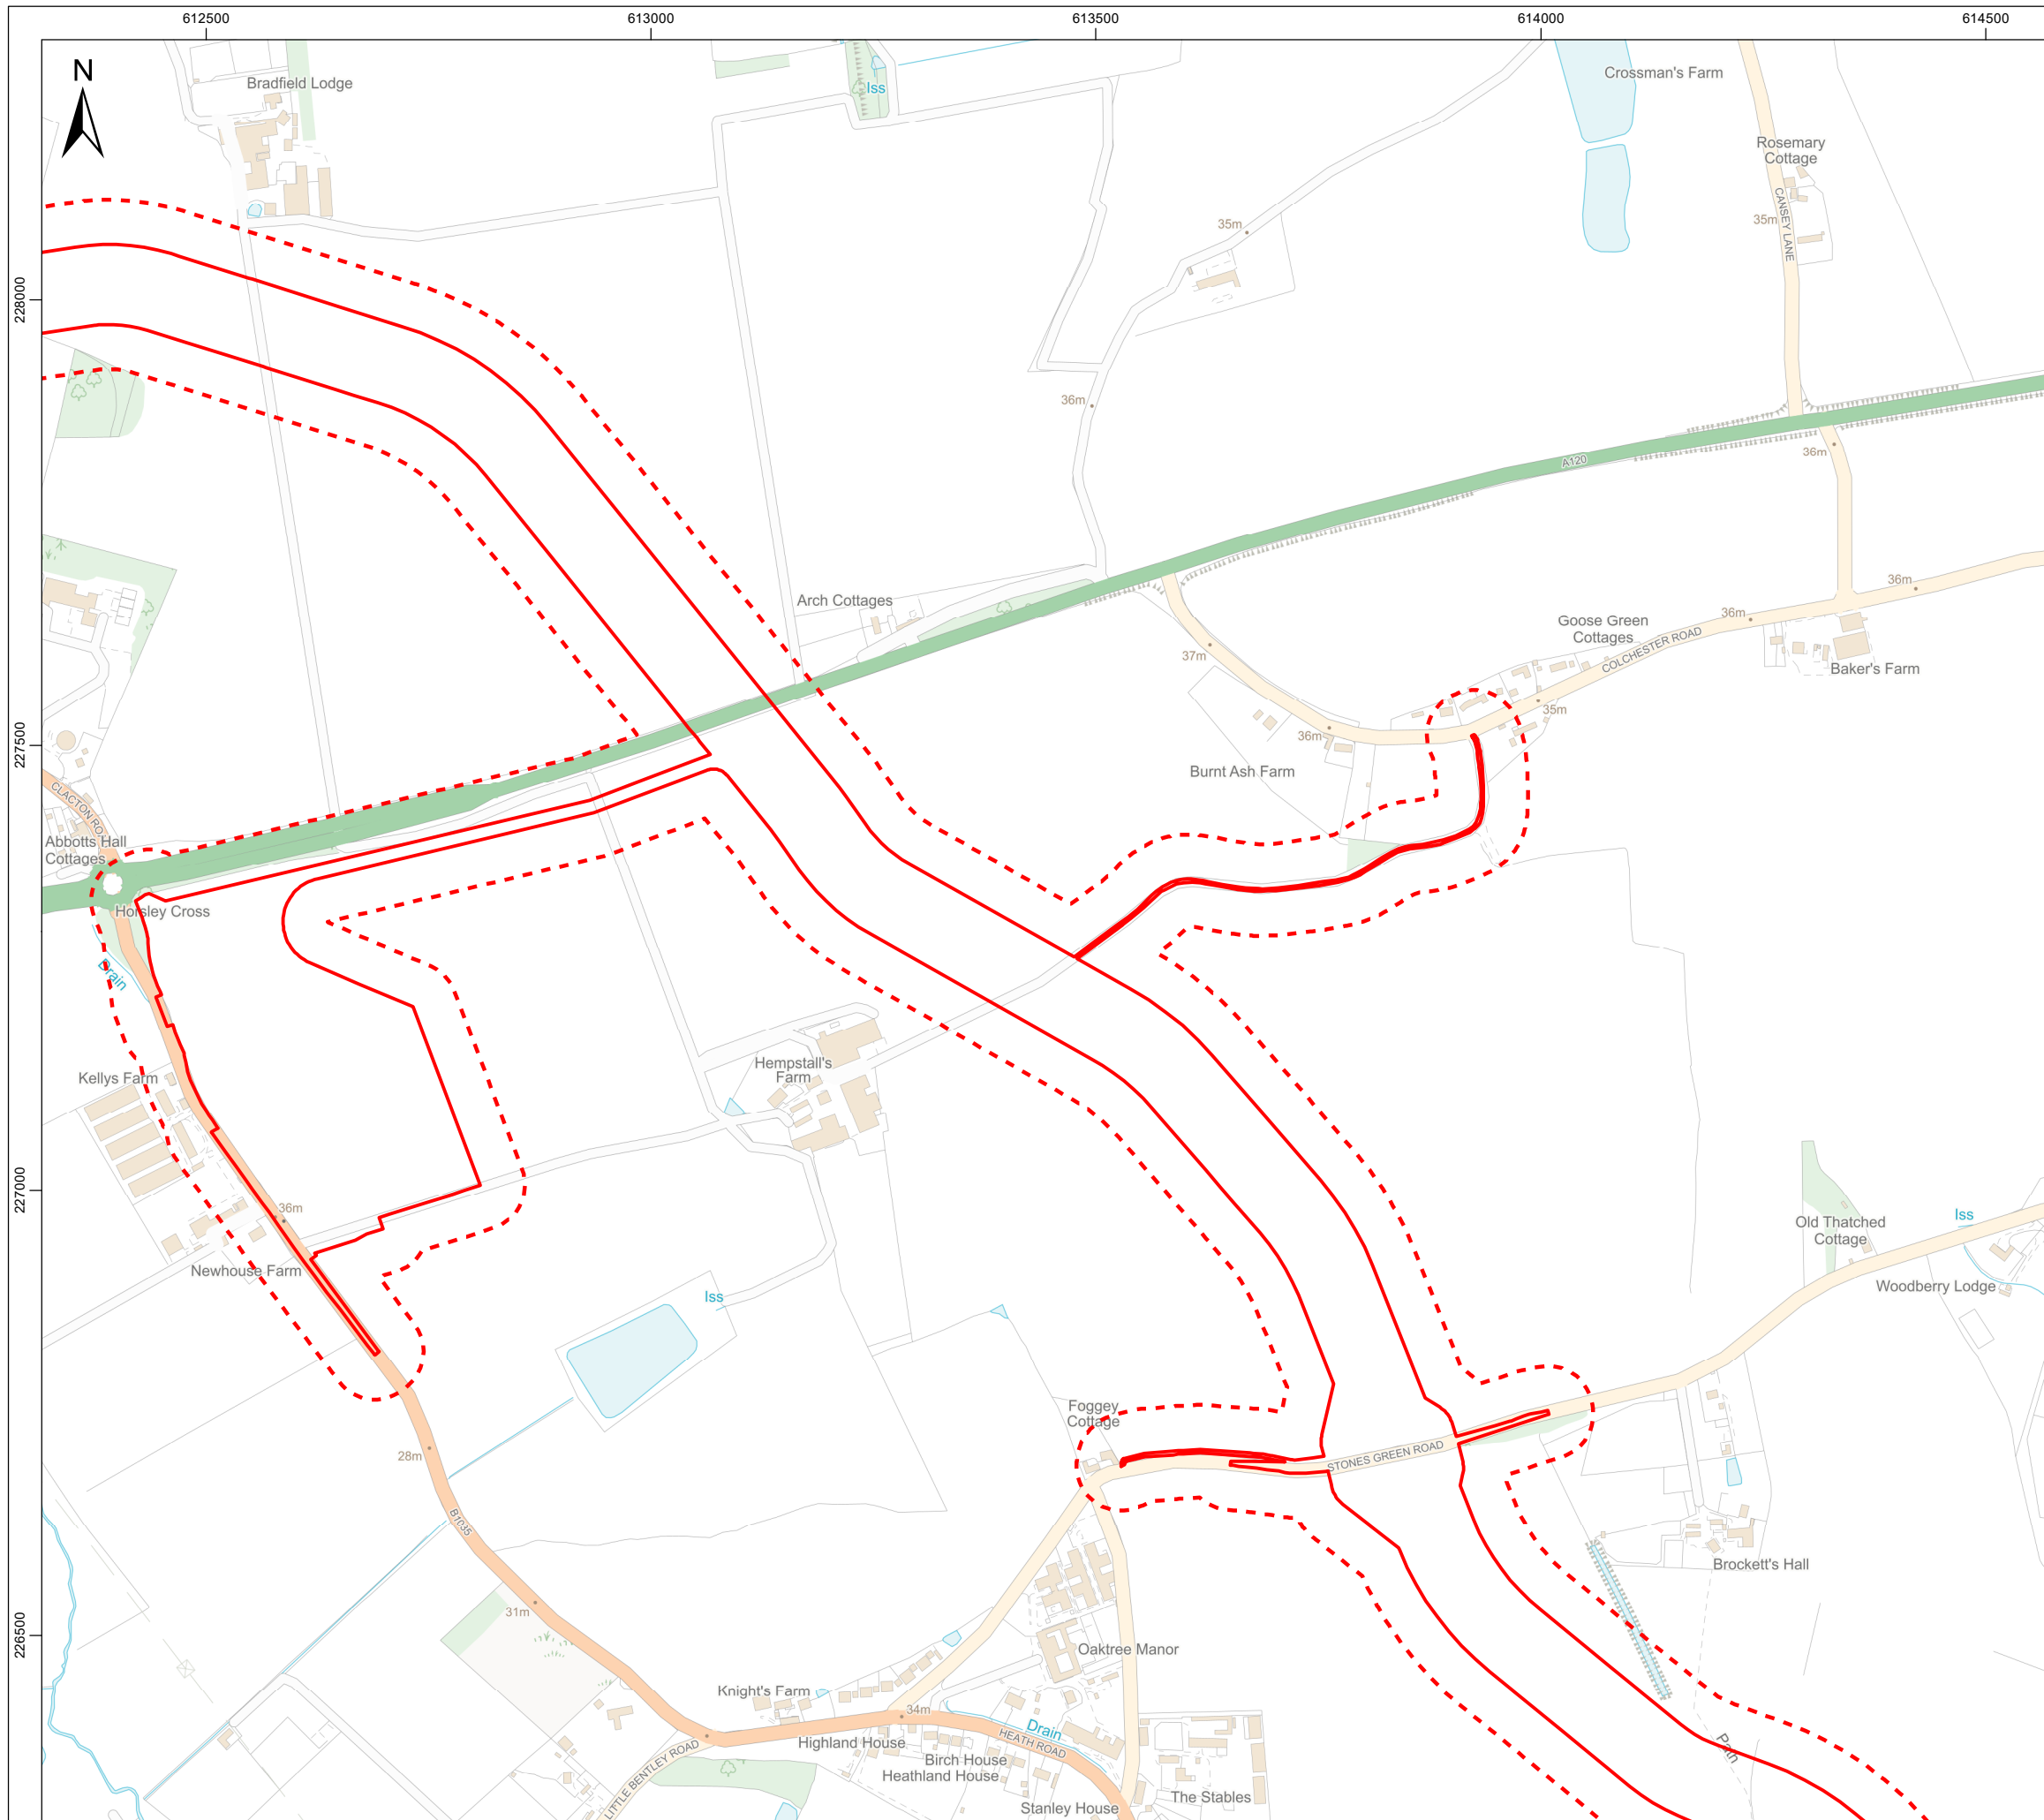 612500
613000
613500
614000
614500
N
Bradfield Lodge
Iss
Crossman's Farm
Rosemary
Cottage
CANSEY LANE
35m
35m
228000
36m
A120
36m
Arch Cottages
Goose Green
Cottages
36m
36m
COLCHESTER ROAD
37m
Baker's Farm
35m
36m
227500
Burnt Ash Farm
CLACTON ROA
Abbotts Hall
Cottages
Horsley Cross
Drain
Hempstall's
Farm
Kellys Farm
227000
36m
Old Thatched
Cottage
Iss
Newhouse Farm
Woodberry Lodge
Iss
Foggey
Cottage
28m
STONES GREEN ROAD
B1035
Brockett's Hall
31m
226500
Oaktree Manor
Knight's Farm
34m
Drain
HEATH ROAD
Highland House
Path
Birch House
Heathland House
LITTLE BENTLEY ROAD
The Stables
Stanley House